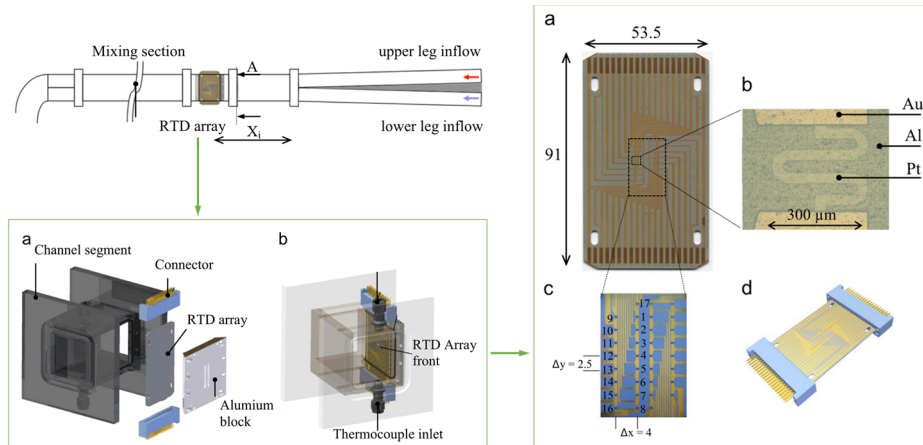 Mixing section
A
upper leg inflow
lower leg inflow
RTD array
Xi
a
Channel segment
Connector
RTD array
Alumium
block
b
RTD Array
front
Thermocouple inlet
a
53.5
91
b
Au
Al
Pt
300 µm
c
17
9 1
10 2
11 3
12 4
13 5
14 6
15 7
16 8
Δy = 2.5
Δx = 4
d